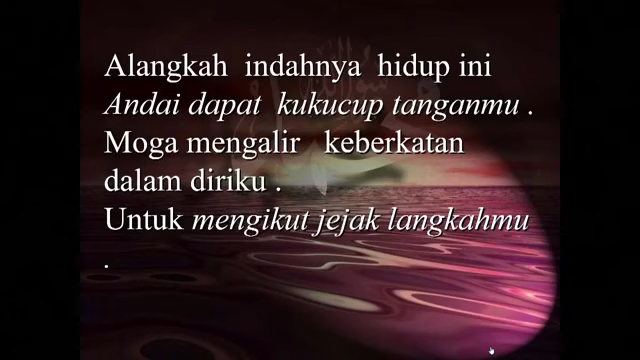 Alangkah indahnya hidup ini
Andai dapat kukucup tanganmu .
Moga mengalir keberkatan
dalam diriku .
Untuk mengikut jejak langkahmu
.